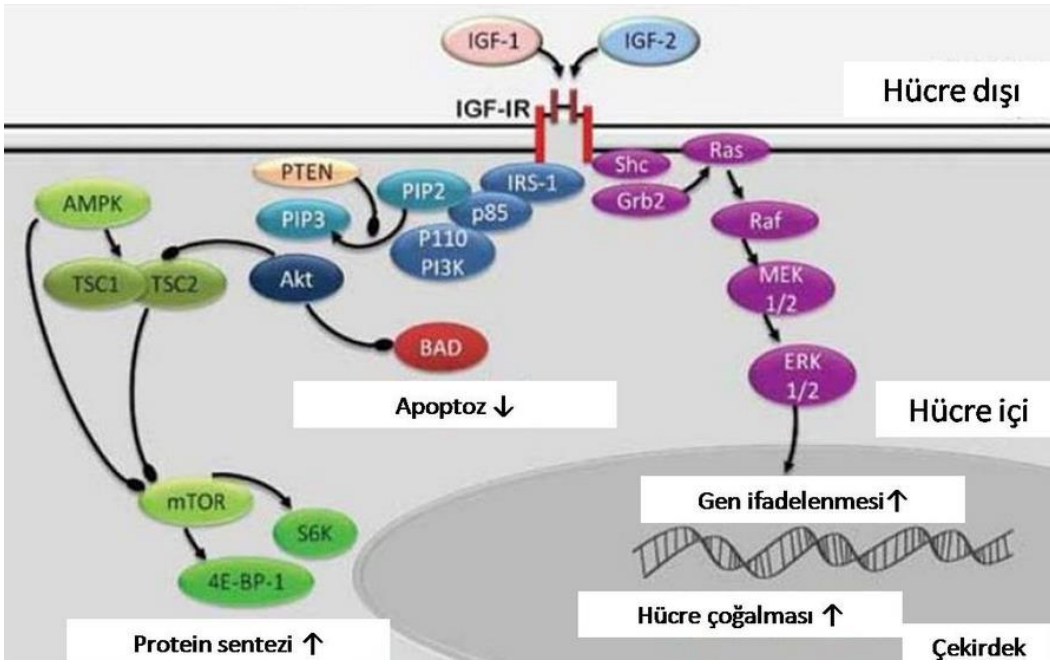 IGF-1
IGF-2
Hücre dışı
IGF-IR
Shc
Ras
PTEN
IRS-1
AMPK
PIP2
Grb2
PIP3
p85
Raf
P110
PI3K
TSC1
TSC2
Akt
MEK
1/2
BAD
ERK
1/2
Apoptoz ↓
Hücre içi
mTOR
Gen ifadelenmesi↑
S6K
4E-BP-1
Hücre çoğalması ↑
Protein sentezi ↑
Çekirdek